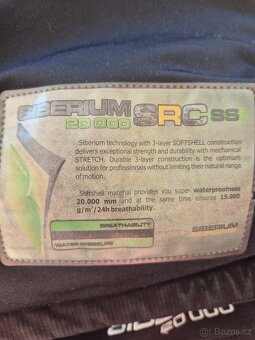 SIBERIUM SRC SS
20 000
Siberium technology with 3-layer SOFTSHELL construction
delivers exceptional strength and durability with mechanical
STRETCH. Durable 3-layer construction is the optimum
solution for professionals without limiting their natural range
of motion.
Softshell material provides you super waterproofness
20.000 mm and at the same time ensures 15.000
g/m²/24h breathability.
BREATHABILITY
WATER PRESSURE
SIBERIUM
20 000
© Bazos.cz